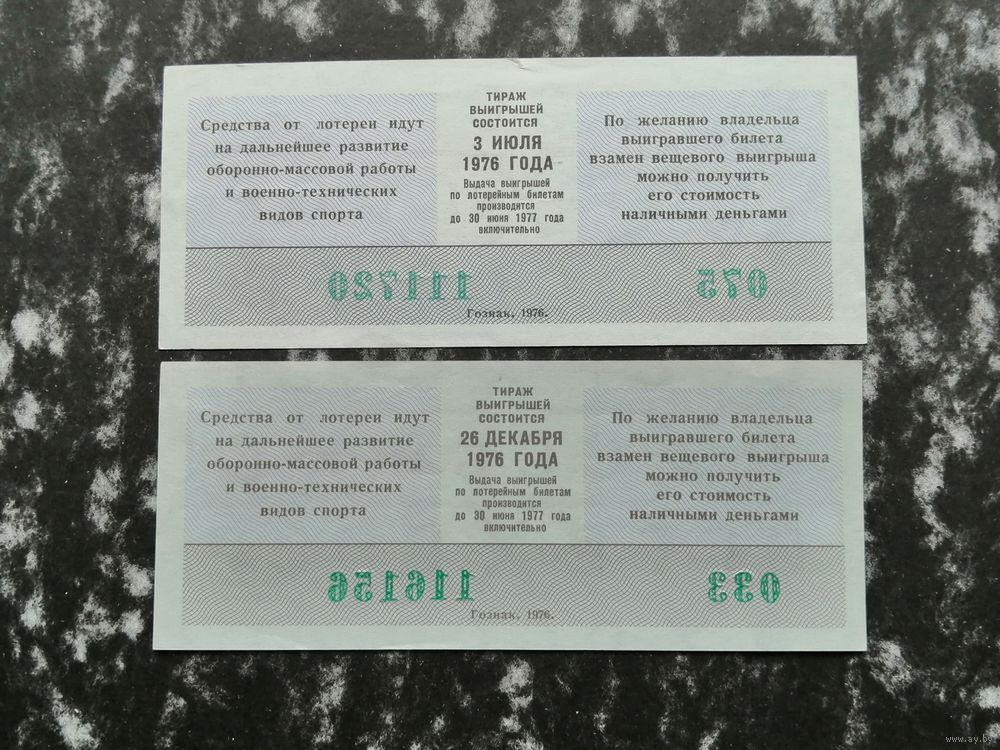 Средства от лотереи идут
на дальнейшее развитие
оборонно-массовой работы
и военно-технических
видов спорта
ТИРАЖ
ВЫИГРЫШЕЙ
СОСТОИТСЯ
3 ИЮЛЯ
1976 ГОДА
Выдача выигрышей
по лотерейным билетам
производится
до 30 июня 1977 года
включительно
По желанию владельца
выигравшего билета
взамен вещевого выигрыша
можно получить
его стоимость
наличными деньгами
111720 075
Гознак. 1976.
Средства от лотереи идут
на дальнейшее развитие
оборонно-массовой работы
и военно-технических
видов спорта
ТИРАЖ
ВЫИГРЫШЕЙ
СОСТОИТСЯ
26 ДЕКАБРЯ
1976 ГОДА
Выдача выигрышей
по лотерейным билетам
производится
до 30 июня 1977 года
включительно
По желанию владельца
выигравшего билета
взамен вещевого выигрыша
можно получить
его стоимость
наличными деньгами
116156 033
Гознак. 1976.
www.ay.by